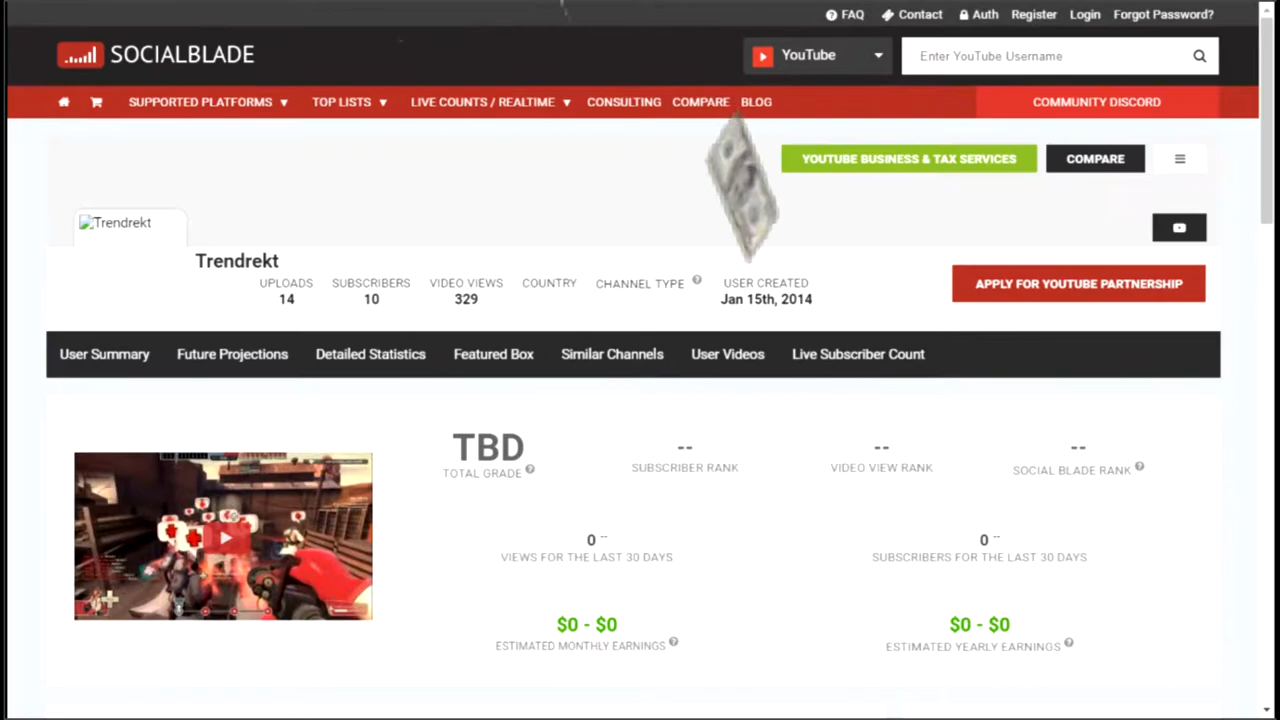 FAQ Contact Auth Register Login Forgot Password?
SOCIALBLADE
YouTube
Enter YouTube Username
SUPPORTED PLATFORMS TOP LISTS LIVE COUNTS / REALTIME CONSULTING COMPARE BLOG
COMMUNITY DISCORD
YOUTUBE BUSINESS & TAX SERVICES COMPARE
Trendrekt
Trendrekt
UPLOADS SUBSCRIBERS VIDEO VIEWS COUNTRY CHANNEL TYPE USER CREATED
14 10 329 Jan 15th, 2014
APPLY FOR YOUTUBE PARTNERSHIP
User Summary Future Projections Detailed Statistics Featured Box Similar Channels User Videos Live Subscriber Count
TBD -- -- --
TOTAL GRADE SUBSCRIBER RANK VIDEO VIEW RANK SOCIAL BLADE RANK
0 -- 0 --
VIEWS FOR THE LAST 30 DAYS SUBSCRIBERS FOR THE LAST 30 DAYS
$0 - $0 $0 - $0
ESTIMATED MONTHLY EARNINGS ESTIMATED YEARLY EARNINGS